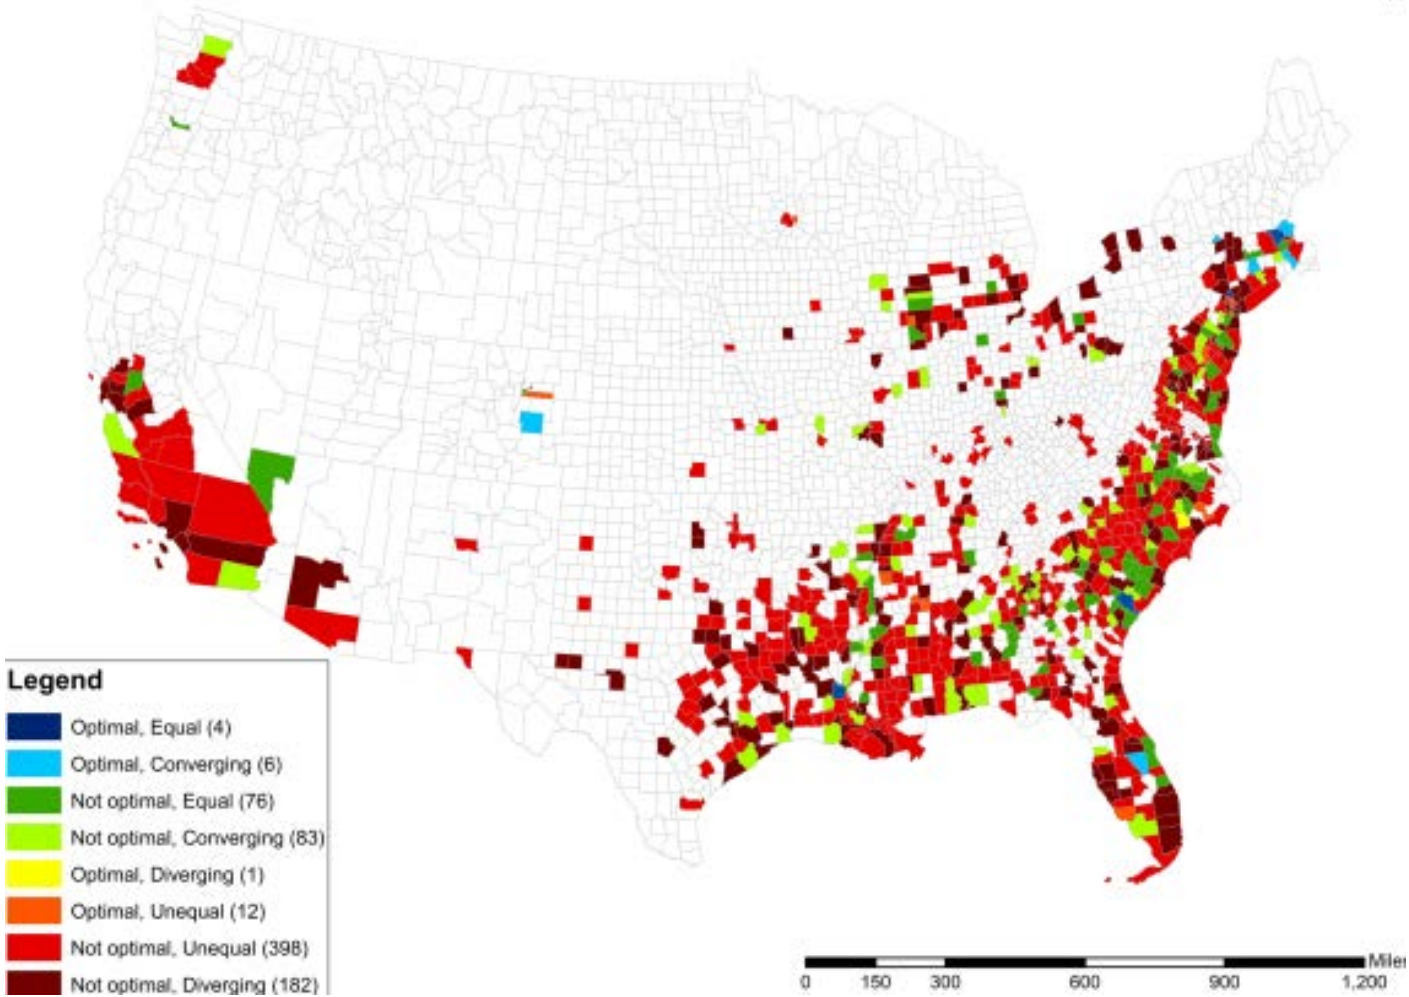 Legend
Optimal, Equal (4)
Optimal, Converging (6)
Not optimal, Equal (76)
Not optimal, Converging (83)
Optimal, Diverging (1)
Optimal, Unequal (12)
Not optimal, Unequal (398)
Not optimal, Diverging (182)
Miles
0 150 300 600 900 1,200